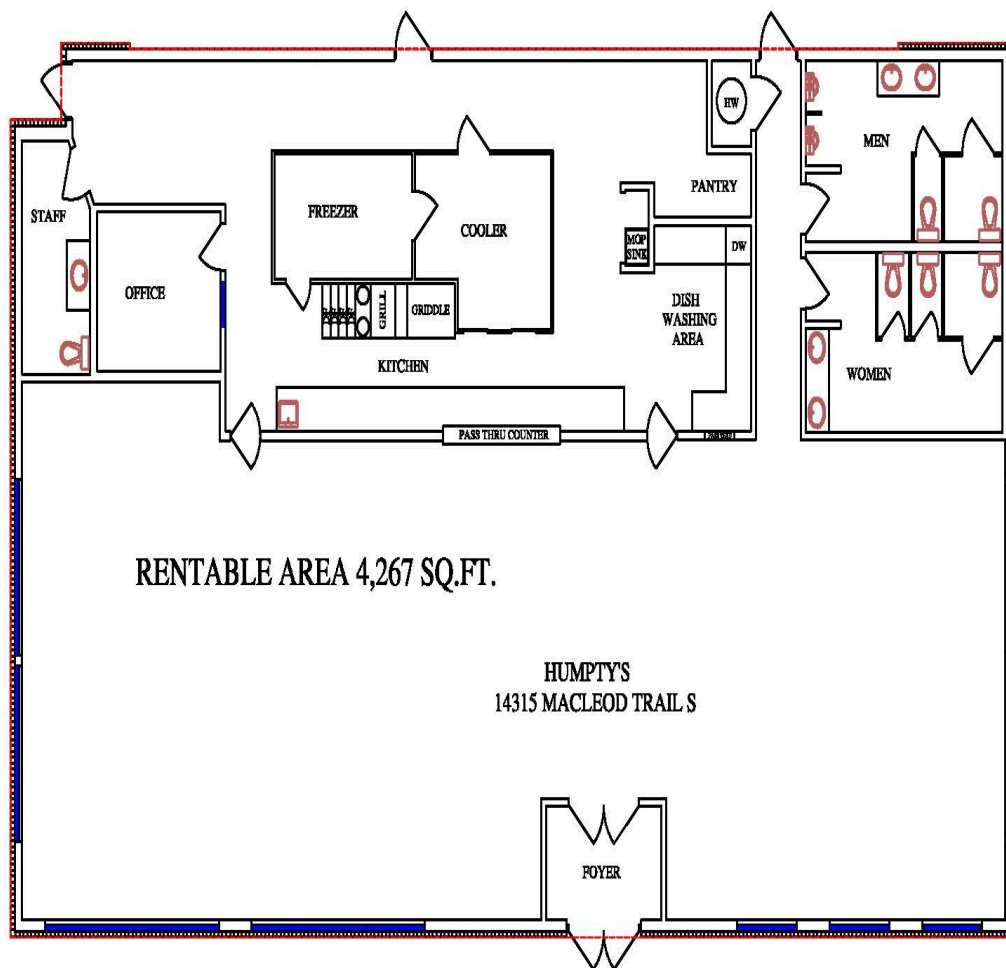 HW
MEN
STAFF
FREEZER
COOLER
PANTRY
MOP
SINK
DW
OFFICE
GRILL
GRIDDLE
DISH
WASHING
AREA
KITCHEN
WOMEN
PASS THRU COUNTER
RENTABLE AREA 4,267 SQ.FT.
HUMPTY'S
14315 MACLEOD TRAIL S
FOYER